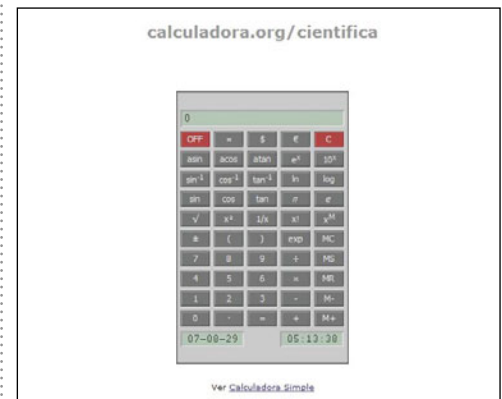 calculadora.org/cientifica
0
OFF $ € C
asin acos atan eˣ 10ˣ
sin⁻¹ cos⁻¹ tan⁻¹ ln log
sin cos tan π e
√ x² 1/x x! xᴹ
± ( ) exp MC
7 8 9 ÷ MS
4 5 6 × MR
1 2 3 - M-
0 · = + M+
07-08-29 05:13:38
Ver Calculadora Simple